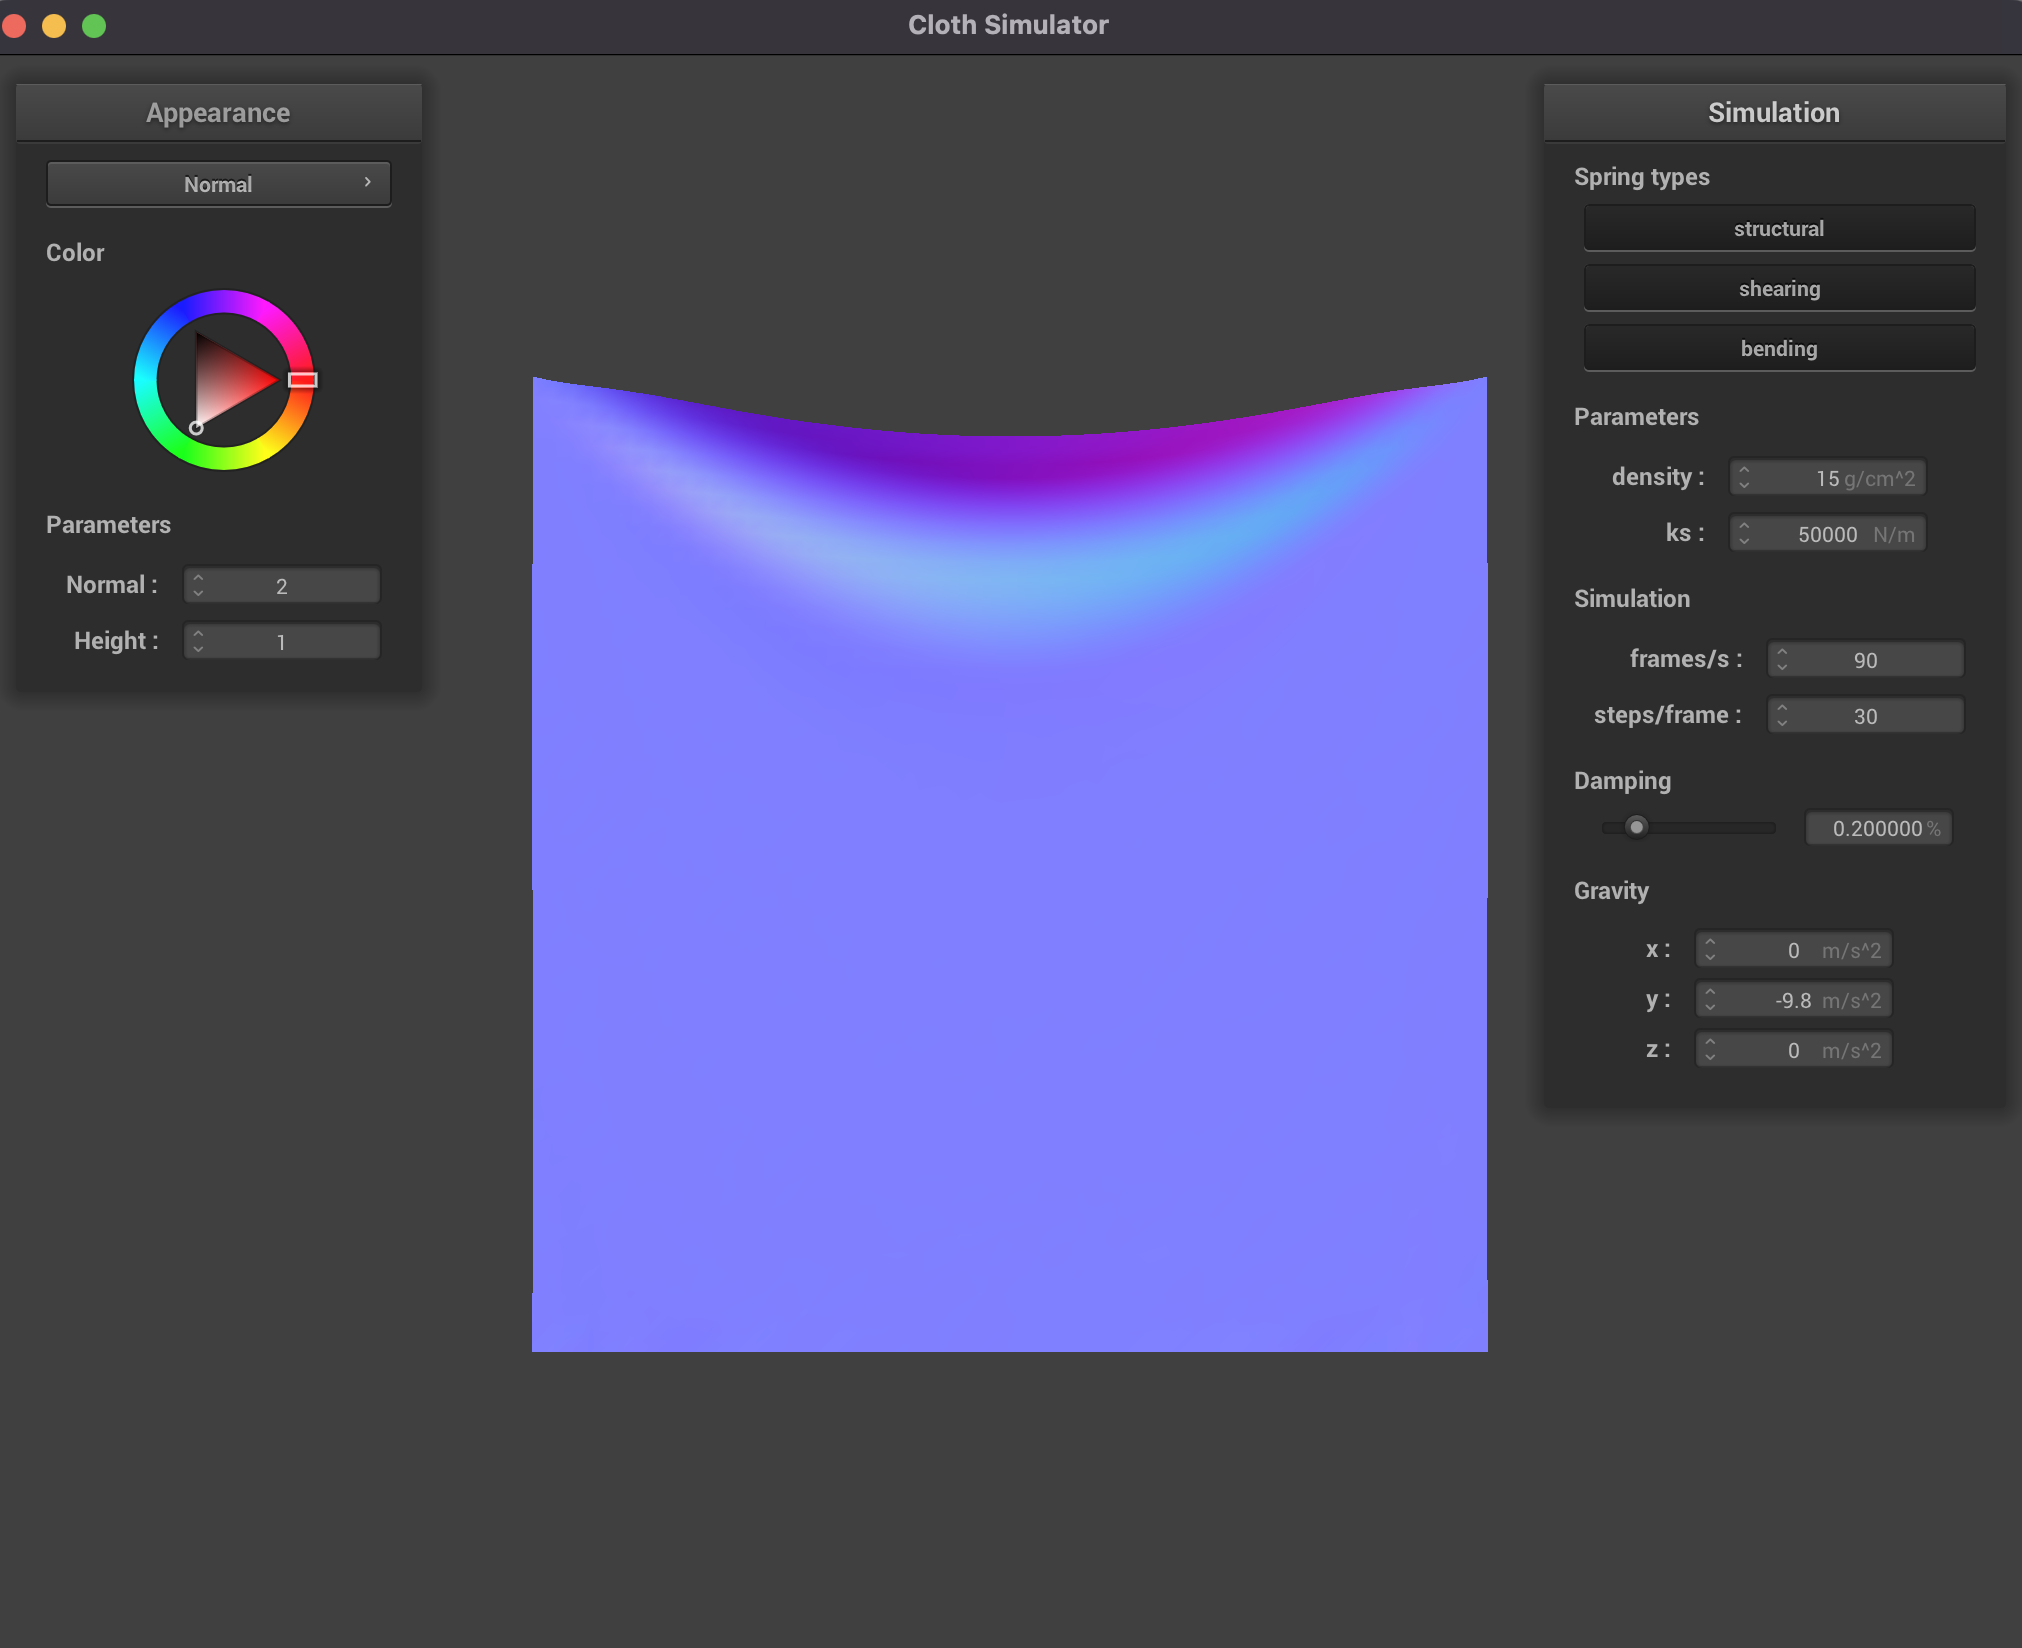 Cloth Simulator
Appearance
Normal
Color
Parameters
Normal : 2
Height : 1
Simulation
Spring types
structural
shearing
bending
Parameters
density : 15 g/cm^2
ks : 50000 N/m
Simulation
frames/s : 90
steps/frame : 30
Damping
0.200000 %
Gravity
x : 0 m/s^2
y : -9.8 m/s^2
z : 0 m/s^2